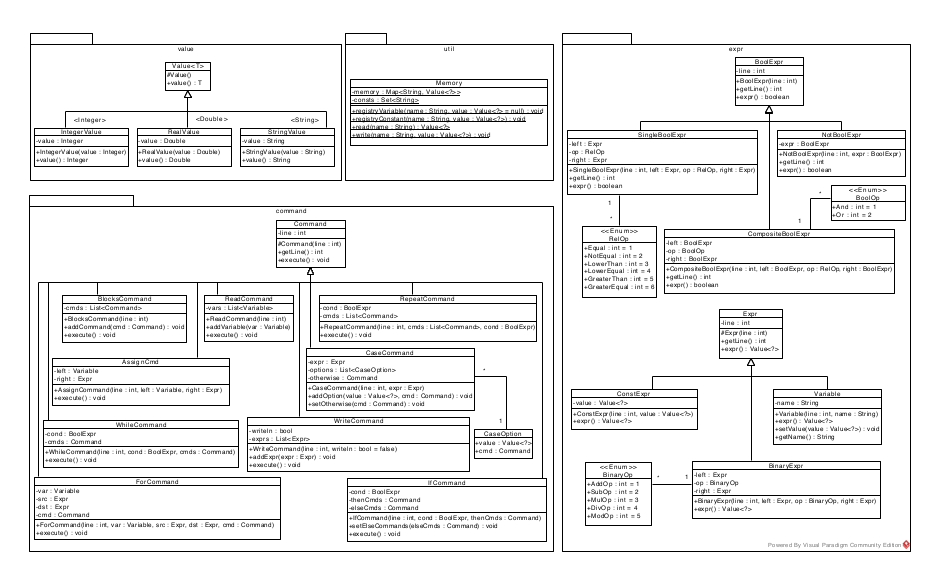 value
Value<T>
#Value()
+value() : T
<Integer>
<Double>
<String>
IntegerValue
-value : Integer
+IntegerValue(value : Integer)
+value() : Integer
RealValue
-value : Double
+RealValue(value : Double)
+value() : Double
StringValue
-value : String
+StringValue(value : String)
+value() : String
util
Memory
-memory : Map<String, Value<?>>
-consts : Set<String>
+registryVariable(name : String, value : Value<?> = null) : void
+registryConstant(name : String, value : Value<?>) : void
+read(name : String) : Value<?>
+write(name : String, value : Value<?>) : void
expr
BoolExpr
-line : int
+BoolExpr(line : int)
+getLine() : int
+expr() : boolean
SingleBoolExpr
-left : Expr
-op : RelOp
-right : Expr
+SingleBoolExpr(line : int, left : Expr, op : RelOp, right : Expr)
+getLine() : int
+expr() : boolean
NotBoolExpr
-expr : BoolExpr
+NotBoolExpr(line : int, expr : BoolExpr)
+getLine() : int
+expr() : boolean
<<Enum>>
BoolOp
+And : int = 1
+Or : int = 2
*
1
1
*
<<Enum>>
RelOp
+Equal : int = 1
+NotEqual : int = 2
+LowerThan : int = 3
+LowerEqual : int = 4
+GreaterThan : int = 5
+GreaterEqual : int = 6
CompositeBoolExpr
-left : BoolExpr
-op : BoolOp
-right : BoolExpr
+CompositeBoolExpr(line : int, left : BoolExpr, op : RelOp, right : BoolExpr)
+getLine() : int
+expr() : boolean
Expr
-line : int
#Expr(line : int)
+getLine() : int
+expr() : Value<?>
ConstExpr
-value : Value<?>
+ConstExpr(line : int, value : Value<?>)
+expr() : Value<?>
Variable
-name : String
+Variable(line : int, name : String)
+expr() : Value<?>
+setValue(value : Value<?>) : void
+getName() : String
<<Enum>>
BinaryOp
+AddOp : int = 1
+SubOp : int = 2
+MulOp : int = 3
+DivOp : int = 4
+ModOp : int = 5
*
1
BinaryExpr
-left : Expr
-op : BinaryOp
-right : Expr
+BinaryExpr(line : int, left : Expr, op : BinaryOp, right : Expr)
+expr() : Value<?>
command
Command
-line : int
#Command(line : int)
+getLine() : int
+execute() : void
BlocksCommand
-cmds : List<Command>
+BlocksCommand(line : int)
+addCommand(cmd : Command) : void
+execute() : void
ReadCommand
-vars : List<Variable>
+ReadCommand(line : int)
+addVariable(var : Variable)
+execute() : void
RepeatCommand
-cond : BoolExpr
-cmds : List<Command>
+RepeatCommand(line : int, cmds : List<Command>, cond : BoolExpr)
+execute() : void
AssignCmd
-left : Variable
-right : Expr
+AssignCommand(line : int, left : Variable, right : Expr)
+execute() : void
CaseCommand
-expr : Expr
-options : List<CaseOption>
-otherwise : Command
+CaseCommand(line : int, expr : Expr)
+addOption(value : Value<?>, cmd : Command) : void
+setOtherwise(cmd : Command) : void
*
1
CaseOption
+value : Value<?>
+cmd : Command
WhileCommand
-cond : BoolExpr
-cmds : Command
+WhileCommand(line : int, cond : BoolExpr, cmds : Command)
+execute() : void
WriteCommand
-writeln : bool
-exprs : List<Expr>
+WriteCommand(line : int, writeln : bool = false)
+addExpr(expr : Expr) : void
+execute() : void
ForCommand
-var : Variable
-src : Expr
-dst : Expr
-cmd : Command
+ForCommand(line : int, var : Variable, src : Expr, dst : Expr, cmd : Command)
+execute() : void
IfCommand
-cond : BoolExpr
-thenCmds : Command
-elseCmds : Command
+IfCommand(line : int, cond : BoolExpr, thenCmds : Command)
+setElseCommands(elseCmds : Command) : void
+execute() : void
Powered By Visual Paradigm Community Edition